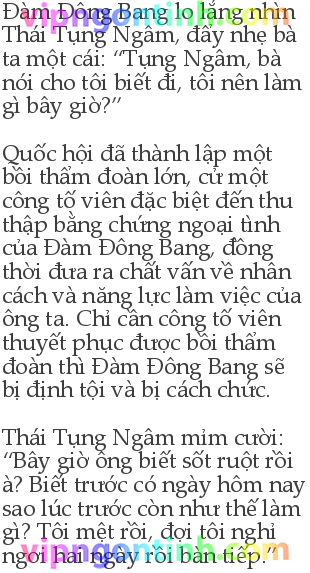 Đàm Đông Bang lo lắng nhìn
Thái Tụng Ngâm, đẩy nhẹ bà
ta một cái: “Tụng Ngâm, bà
nói cho tôi biết đi, tôi nên làm
gì bây giờ?”
Quốc hội đã thành lập một
bồi thẩm đoàn lớn, cử một
công tố viên đặc biệt đến thu
thập bằng chứng ngoại tình
của Đàm Đông Bang, đồng
thời đưa ra chất vấn về nhân
cách và năng lực làm việc của
ông ta. Chỉ cần công tố viên
thuyết phục được bồi thẩm
đoàn thì Đàm Đông Bang sẽ
bị định tội và bị cách chức.
Thái Tụng Ngâm mỉm cười:
“Bây giờ ông biết sốt ruột rồi
à? Biết trước có ngày hôm nay
sao lúc trước còn như thế làm
gì? Tôi mệt rồi, đợi tôi nghỉ
ngơi hai ngày rồi bàn tiếp.”
vipngontinh.com
vipngontinh.com